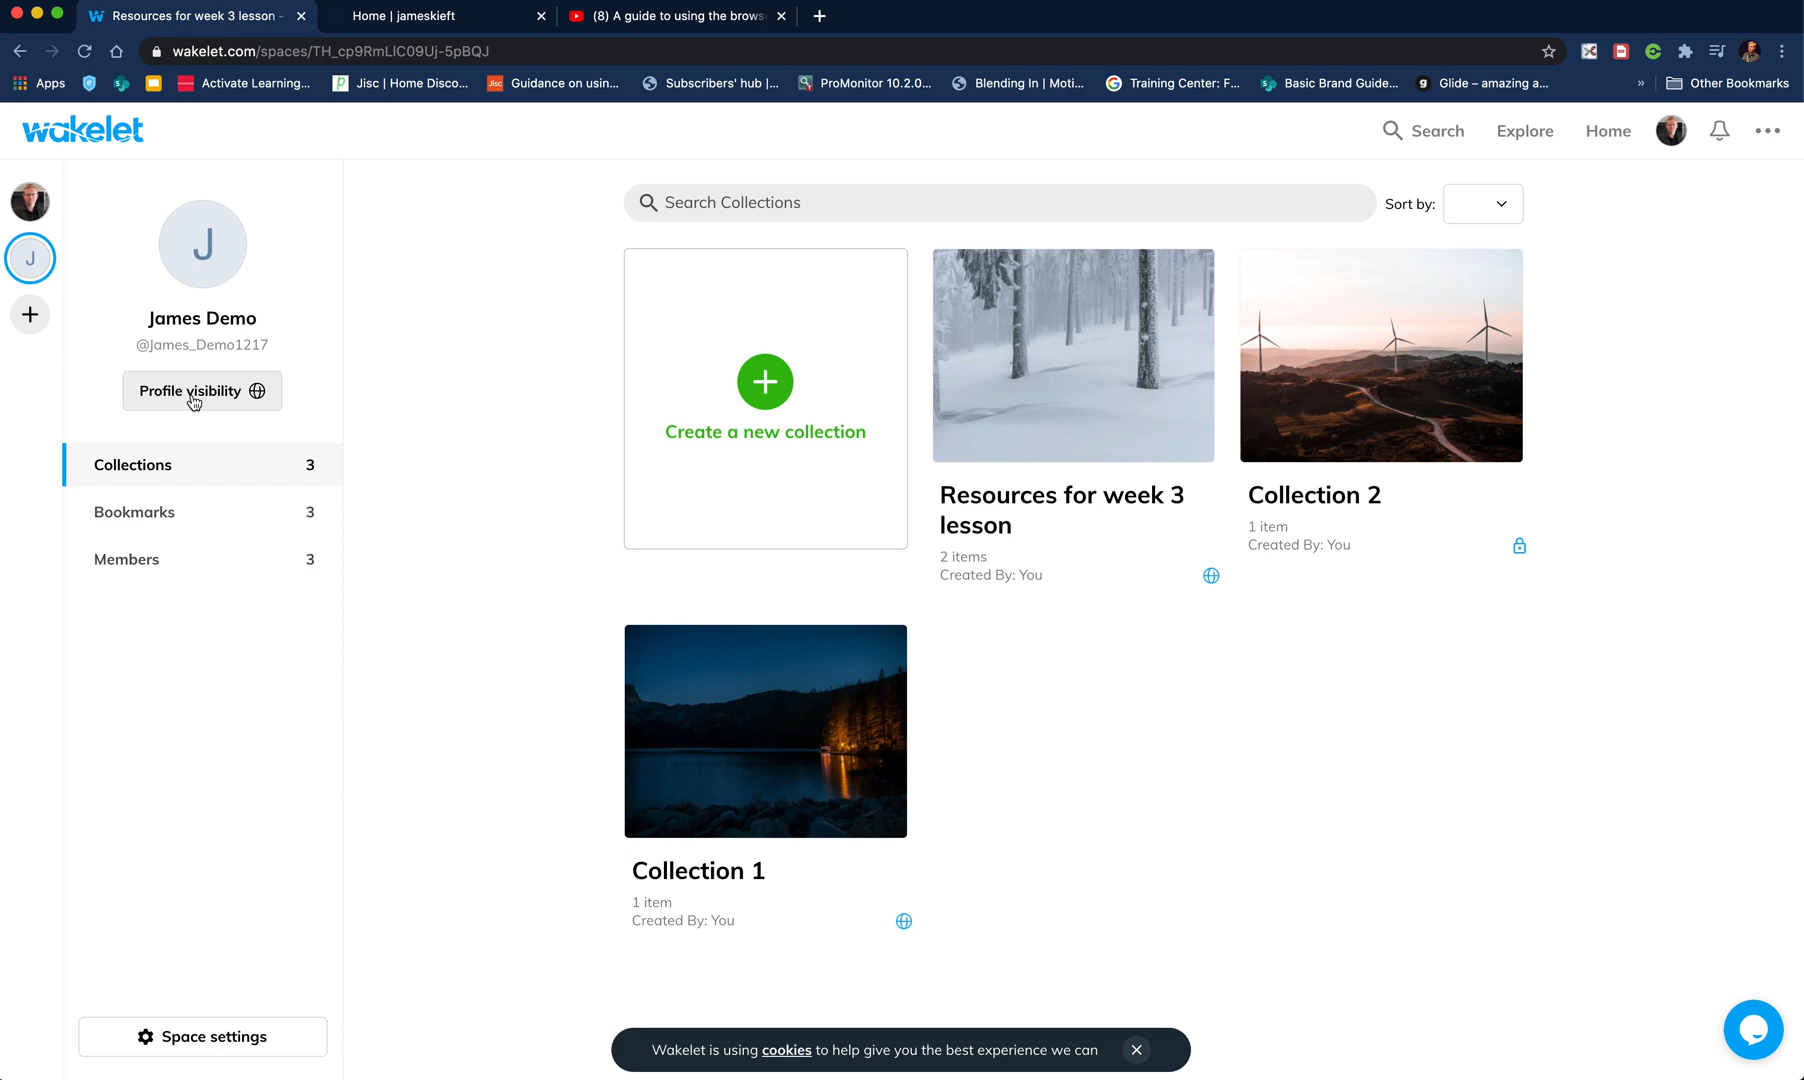 Resources for week 3 lesson -
Home | jameskieft
(8) A guide to using the brows
wakelet.com/spaces/TH_cp9RmLlC09Uj-5pBQJ
Apps
Activate Learning...
Jisc | Home Disco...
Jisc
Guidance on usin...
Subscribers' hub |...
ProMonitor 10.2.0...
Blending In | Moti...
Training Center: F...
Basic Brand Guide...
Glide – amazing a...
»
Other Bookmarks
wakelet
Search
Explore
Home
J
J
James Demo
@James_Demo1217
Profile visibility
Collections 3
Bookmarks 3
Members 3
Space settings
Search Collections
Sort by:
Create a new collection
Resources for week 3
lesson
2 items
Created By: You
Collection 2
1 item
Created By: You
Collection 1
1 item
Created By: You
Wakelet is using cookies to help give you the best experience we can